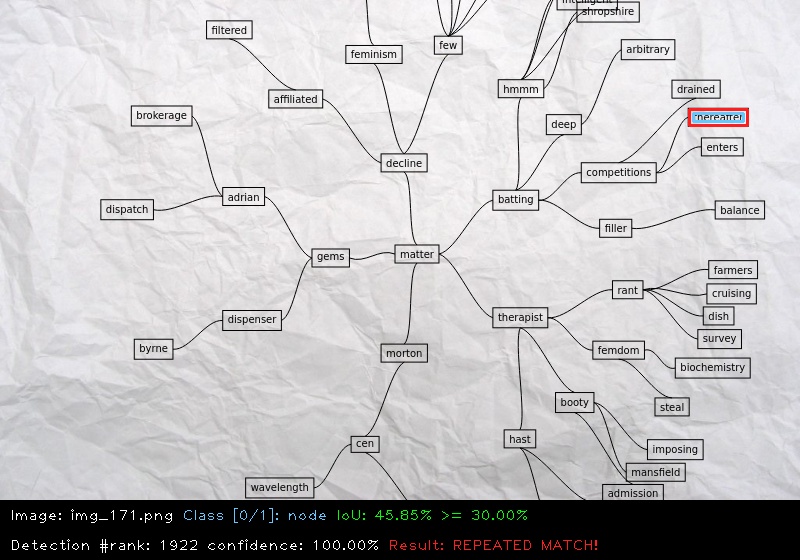 intelligent
shropshire
filtered
few
feminism
arbitrary
hmmm
drained
affiliated
brokerage
deep
enters
decline
competitions
adrian
batting
dispatch
balance
filler
matter
gems
farmers
rant
cruising
dish
therapist
dispenser
survey
byrne
morton
femdom
biochemistry
booty
steal
hast
cen
imposing
mansfield
wavelength
admission
Image: img_171.png Class [0/1]: node IoU: 45.85% >= 30.00%
Detection #rank: 1922 confidence: 100.00% Result: REPEATED MATCH!